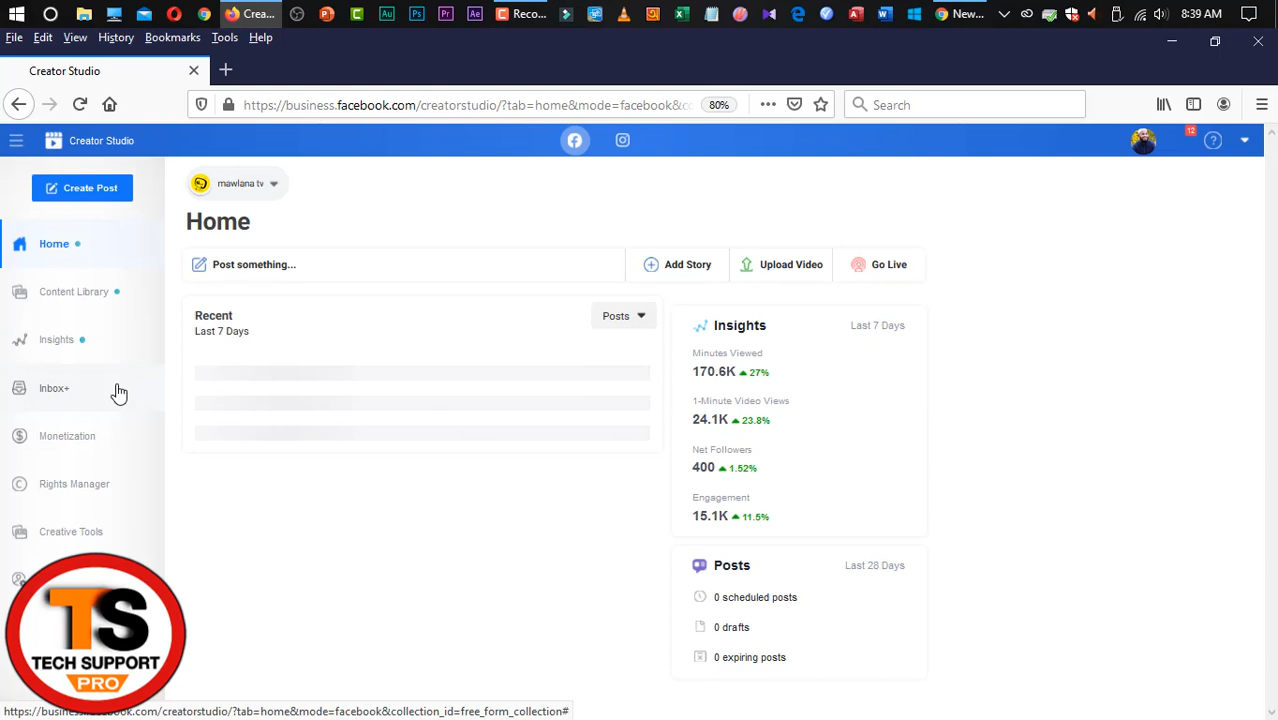 Crea...
Reco...
New...
8:39 AM
File Edit View History Bookmarks Tools Help
Creator Studio
https://business.facebook.com/creatorstudio/?tab=home&mode=facebook&c
80%
Search
Creator Studio
12
Create Post
mawlana tv
Home
Home
Post something...
Add Story
Upload Video
Go Live
Content Library
Recent
Last 7 Days
Posts
Insights
Last 7 Days
Insights
Minutes Viewed
170.6K 27%
Inbox+
1-Minute Video Views
24.1K 23.8%
Monetization
Net Followers
400 1.52%
Rights Manager
Engagement
15.1K 11.5%
Creative Tools
Posts
Last 28 Days
0 scheduled posts
0 drafts
0 expiring posts
TS
TECH SUPPORT
PRO
https://business.facebook.com/creatorstudio/?tab=home&mode=facebook&collection_id=free_form_collection#